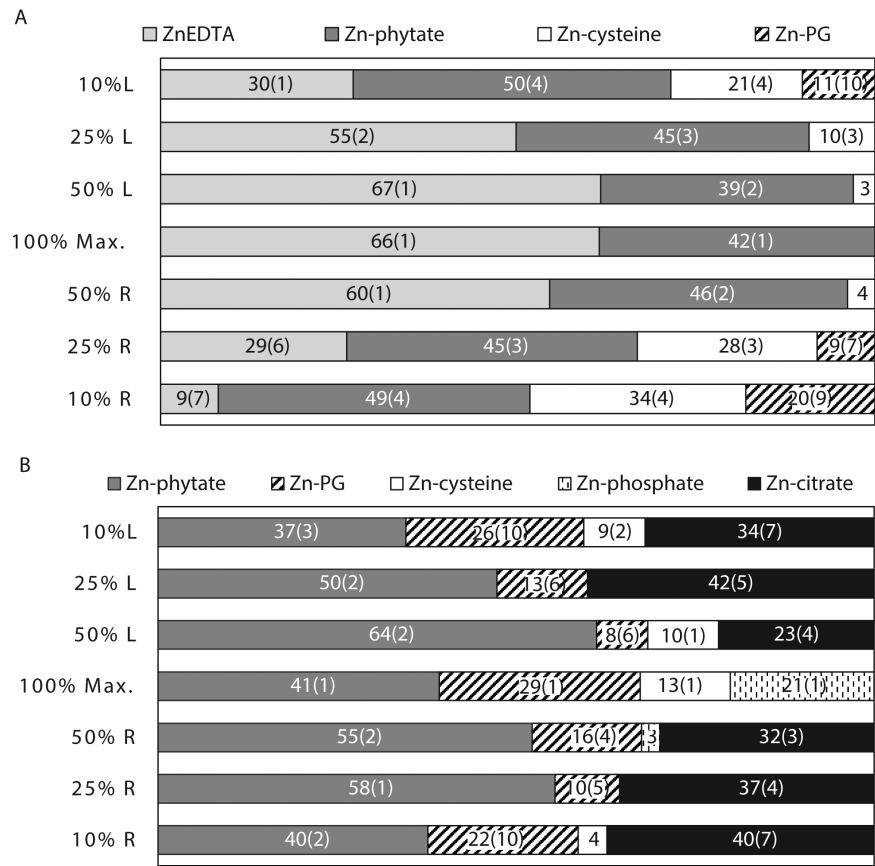 A
ZnEDTA Zn-phytate Zn-cysteine Zn-PG
10%L 30(1) 50(4) 21(4) 11(10)
25% L 55(2) 45(3) 10(3)
50% L 67(1) 39(2) 3
100% Max. 66(1) 42(1)
50% R 60(1) 46(2) 4
25% R 29(6) 45(3) 28(3) 9(7)
10% R 9(7) 49(4) 34(4) 20(9)
B
Zn-phytate Zn-PG Zn-cysteine Zn-phosphate Zn-citrate
10%L 37(3) 26(10) 9(2) 34(7)
25% L 50(2) 13(6) 42(5)
50% L 64(2) 8(6) 10(1) 23(4)
100% Max. 41(1) 29(1) 13(1) 21(1)
50% R 55(2) 16(4) 3 32(3)
25% R 58(1) 10(5) 37(4)
10% R 40(2) 22(10) 4 40(7)